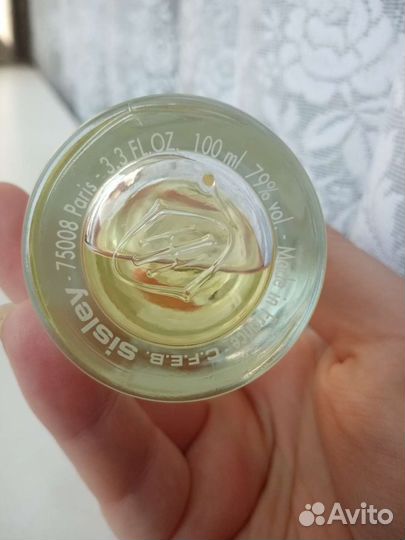 C.F.E.B. sisley - 75008 Paris - 3.3 FL.OZ. 100 ml 79% vol. - Made in France
Avito